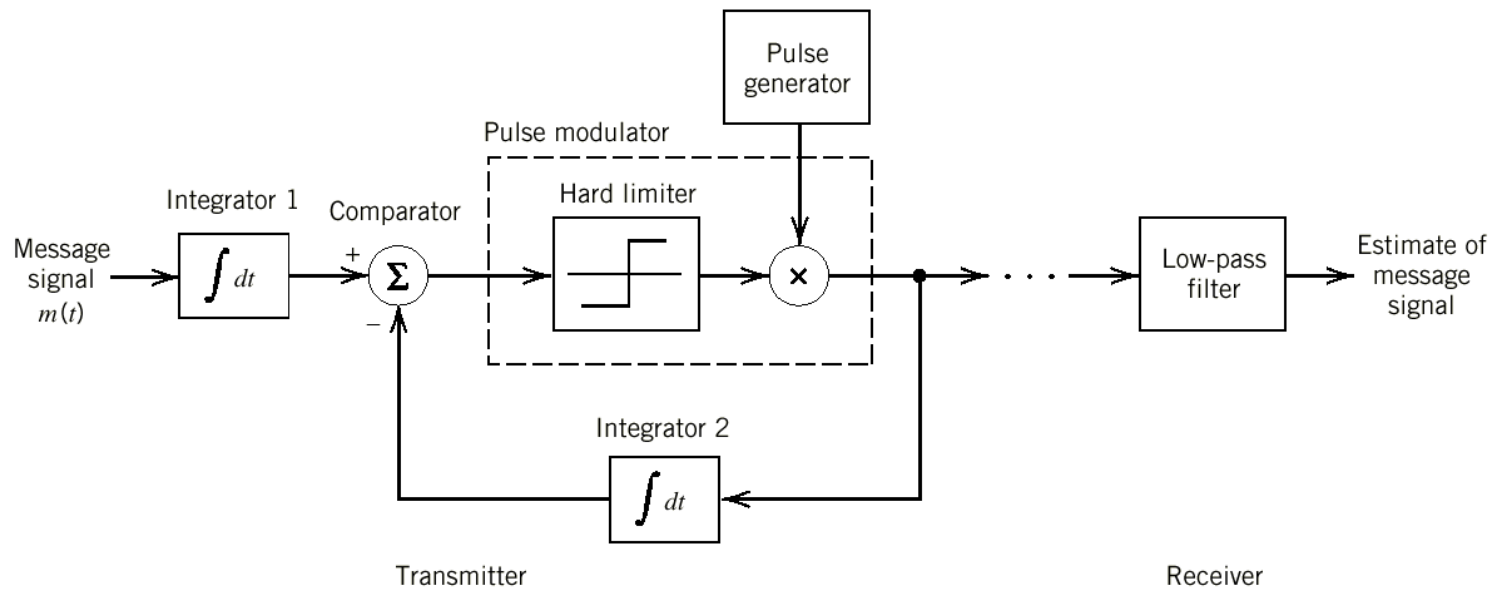 Pulse
generator
Pulse modulator
Hard limiter
Integrator 1
Comparator
Message
signal
m(t)
∫ dt
+
Σ
−
×
. . .
Low-pass
filter
Estimate of
message
signal
Integrator 2
∫ dt
Transmitter
Receiver